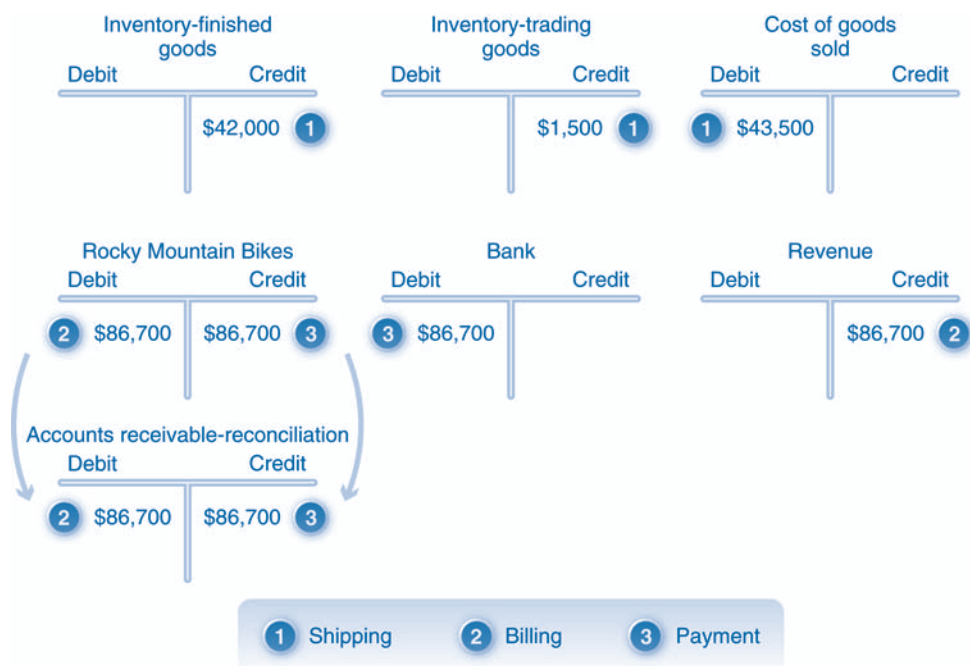 Inventory-finished
goods
Debit Credit
$42,000 1
Inventory-trading
goods
Debit Credit
$1,500 1
Cost of goods
sold
Debit Credit
1 $43,500
Rocky Mountain Bikes
Debit Credit
2 $86,700 $86,700 3
Bank
Debit Credit
3 $86,700
Revenue
Debit Credit
$86,700 2
Accounts receivable-reconciliation
Debit Credit
2 $86,700 $86,700 3
1 Shipping 2 Billing 3 Payment